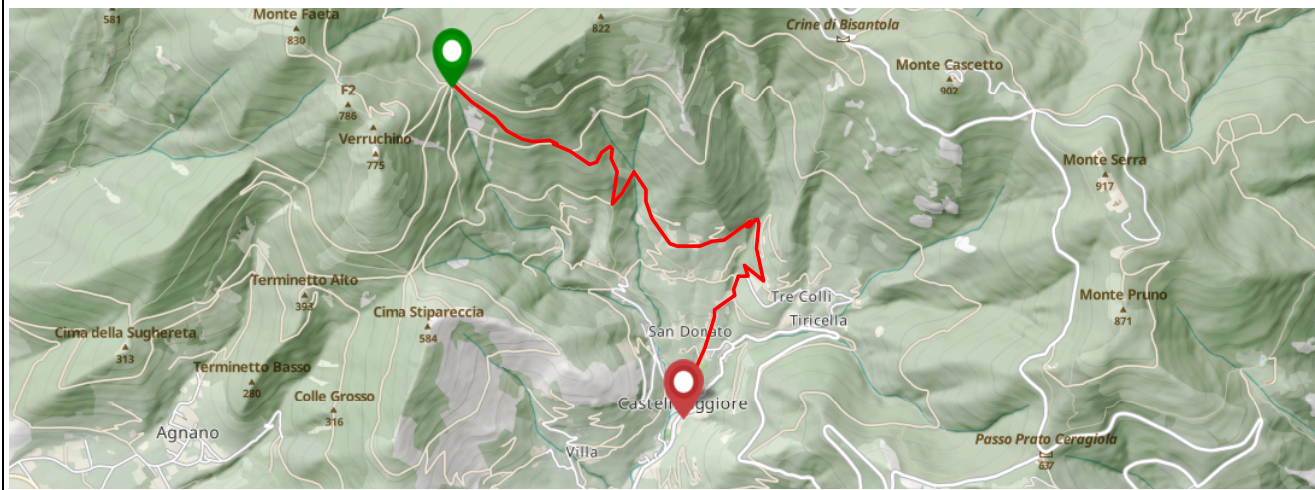 581
Monte Faeta
830
822
Crine di Bisantola
Monte Cascetto
902
F2
786
Verruchino
775
Monte Serra
917
Terminetto Alto
393
Cima Stipareccia
584
Tre Colli
Tiricella
Monte Pruno
871
Cima della Sughereta
313
San Donato
Terminetto Basso
280
Colle Grosso
316
Agnano
Villa
Passo Prato Ceragiola
637